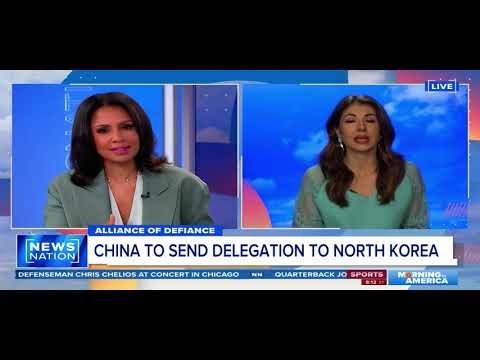 LIVE
ALLIANCE OF DEFIANCE
NEWS
NATION
CHINA TO SEND DELEGATION TO NORTH KOREA
DEFENSEMAN CHRIS CHELIOS AT CONCERT IN CHICAGO NN QUARTERBACK JO
SPORTS
MORNING
IN
AMERICA